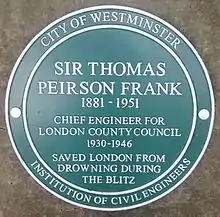 CITY OF WESTMINSTER
SIR THOMAS
PEIRSON FRANK
1881 - 1951
CHIEF ENGINEER FOR
LONDON COUNTY COUNCIL
1930-1946
SAVED LONDON FROM
DROWNING DURING
THE BLITZ
INSTITUTION OF CIVIL ENGINEERS